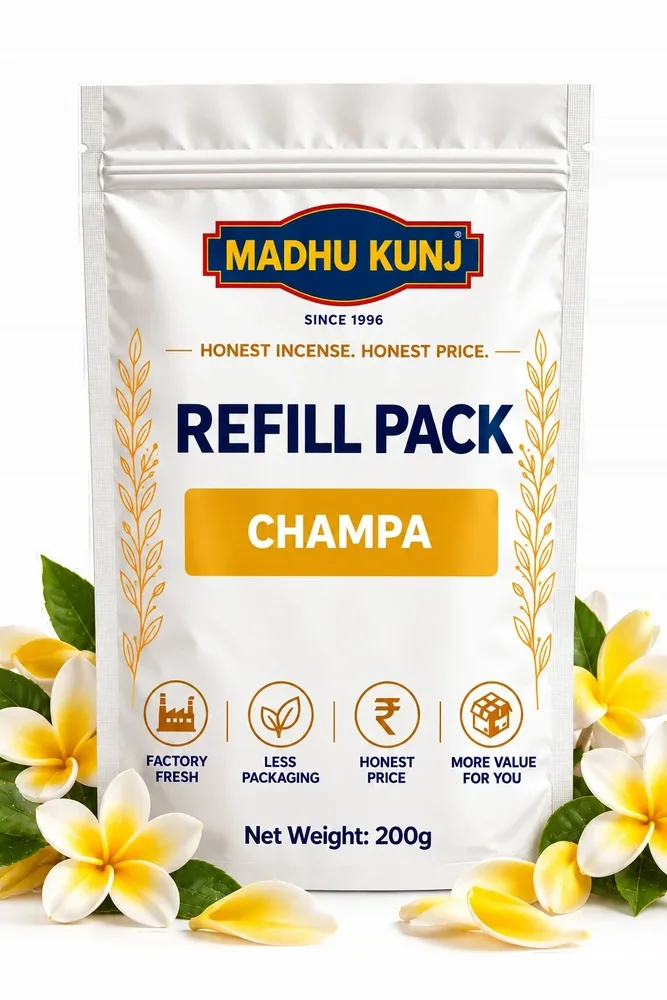 MADHU KUNJ®
SINCE 1996
HONEST INCENSE. HONEST PRICE.
REFILL PACK
CHAMPA
FACTORY
FRESH
LESS
PACKAGING
HONEST
PRICE
MORE VALUE
FOR YOU
Net Weight: 200g